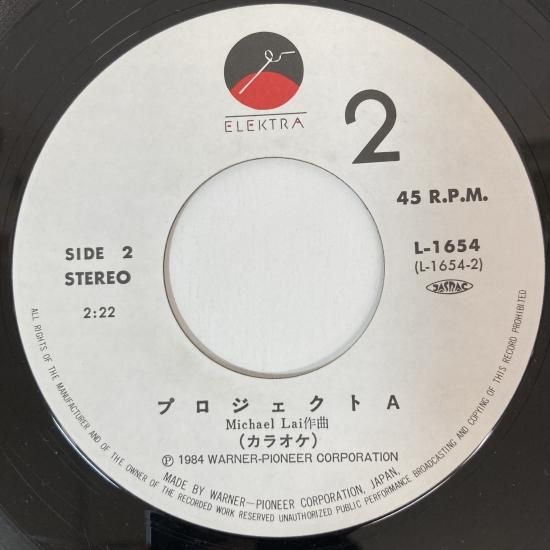 ELEKTRA
2
45 R.P.M.
SIDE 2
STEREO
2:22
L-1654
(L-1654-2)
JASRAC
プロジェクトA
Michael Lai作曲
(カラオケ)
Ⓟ 1984 WARNER-PIONEER CORPORATION
MADE BY WARNER-PIONEER CORPORATION, JAPAN,
ALL RIGHTS OF THE MANUFACTURER AND OF THE OWNER OF THE RECORDED WORK RESERVED UNAUTHORIZED PUBLIC PERFORMANCE BROADCASTING AND COPYING OF THIS RECORD PROHIBITED